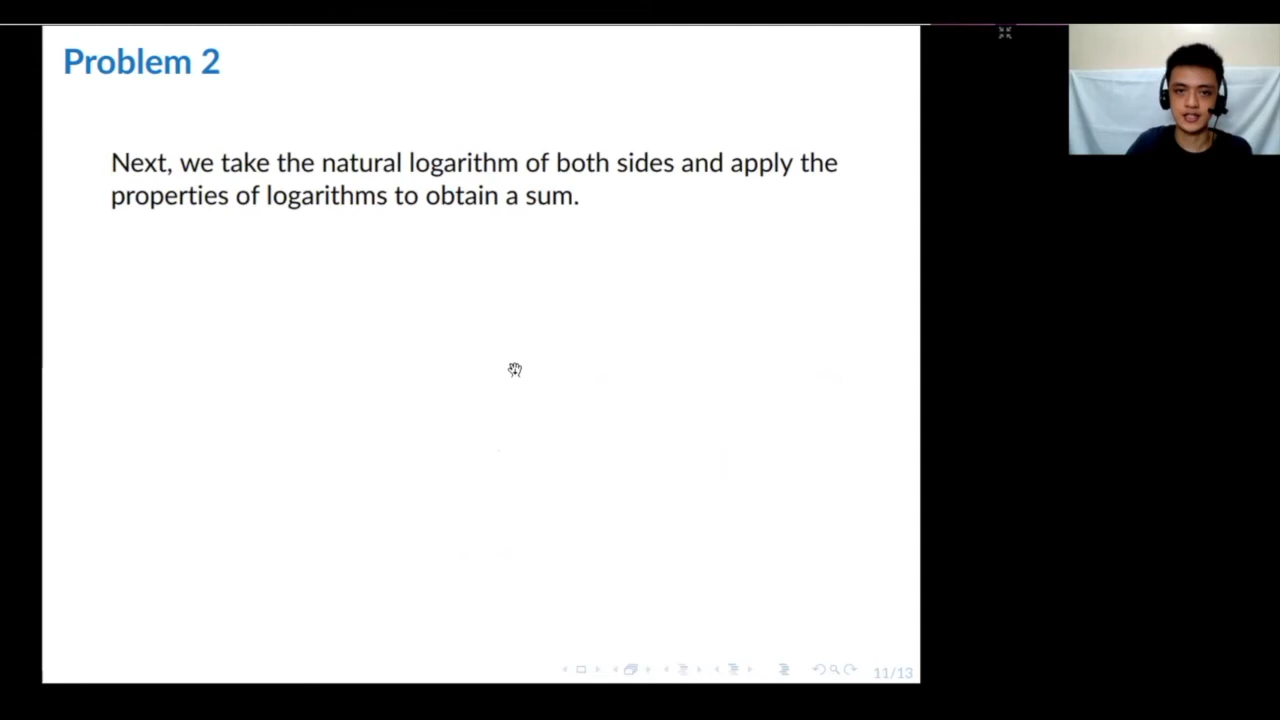 Problem 2
Next, we take the natural logarithm of both sides and apply the
properties of logarithms to obtain a sum.
11/13